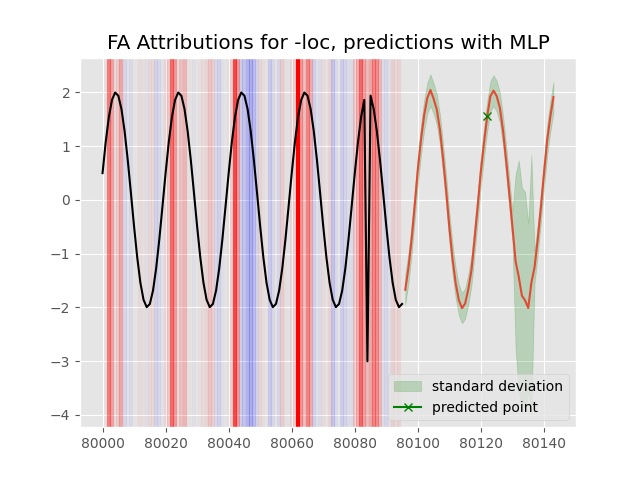 FA Attributions for -loc, predictions with MLP
2
1
0
−1
−2
−3
−4
standard deviation
predicted point
80000 80020 80040 80060 80080 80100 80120 80140